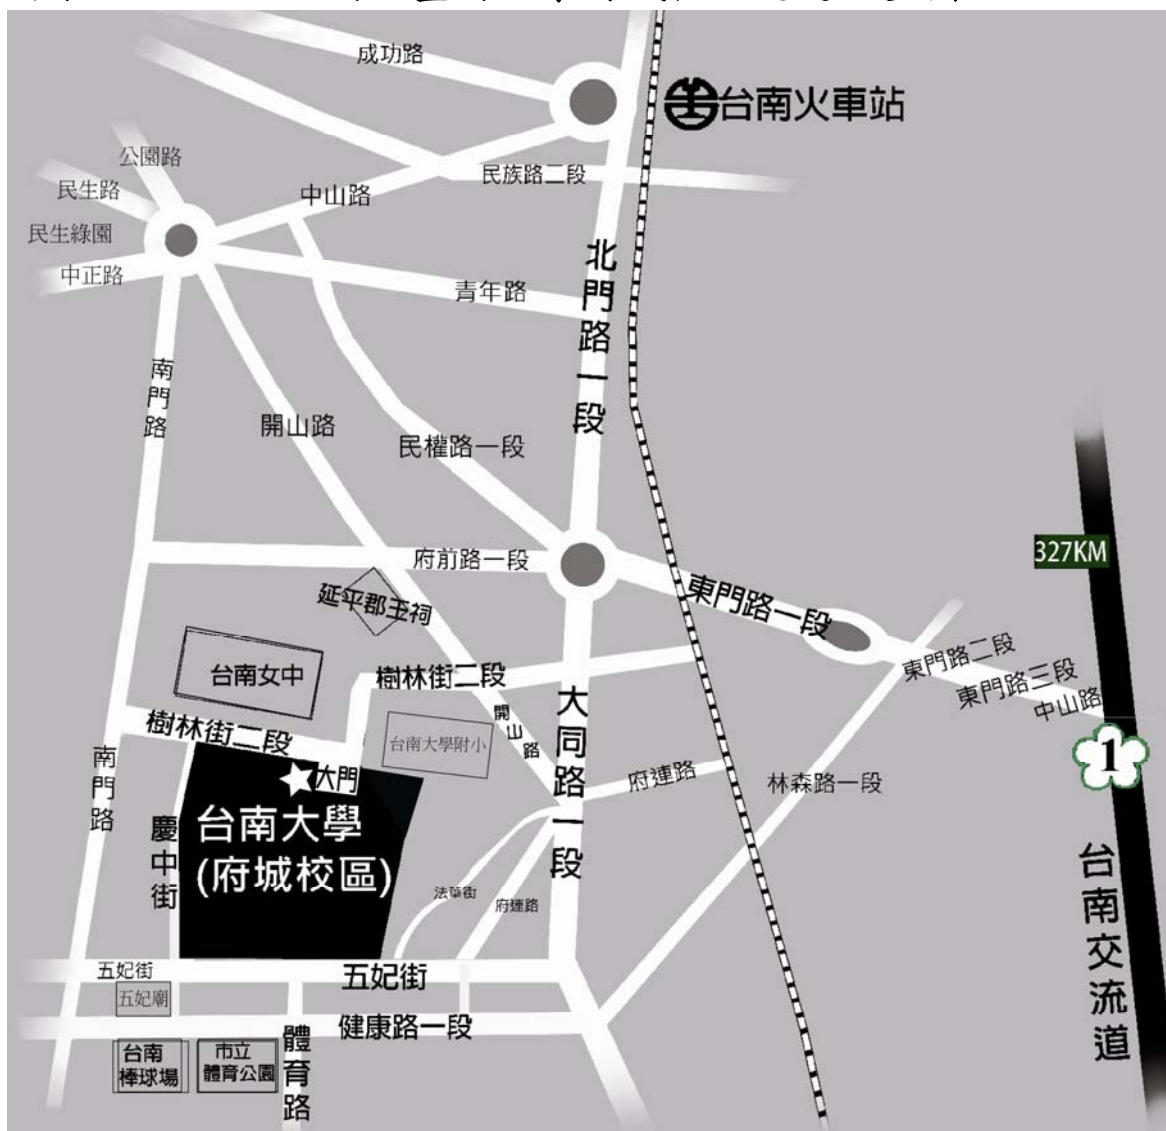 成功路
台南火車站
公園路
民族路二段
民生路
中山路
民生綠園
北門路一段
中正路
青年路
南門路
開山路
民權路一段
327KM
府前路一段
東門路一段
延平郡王祠
東門路二段
台南女中
樹林街二段
東門路三段
大同路一段
中山路
開山路
樹林街二段
台南大學附小
1
南門路
大門
府連路
林森路一段
台南大學
(府城校區)
慶中街
台南交流道
法華街
府連路
五妃街
五妃街
五妃廟
健康路一段
體育路
台南
棒球場
市立
體育公園